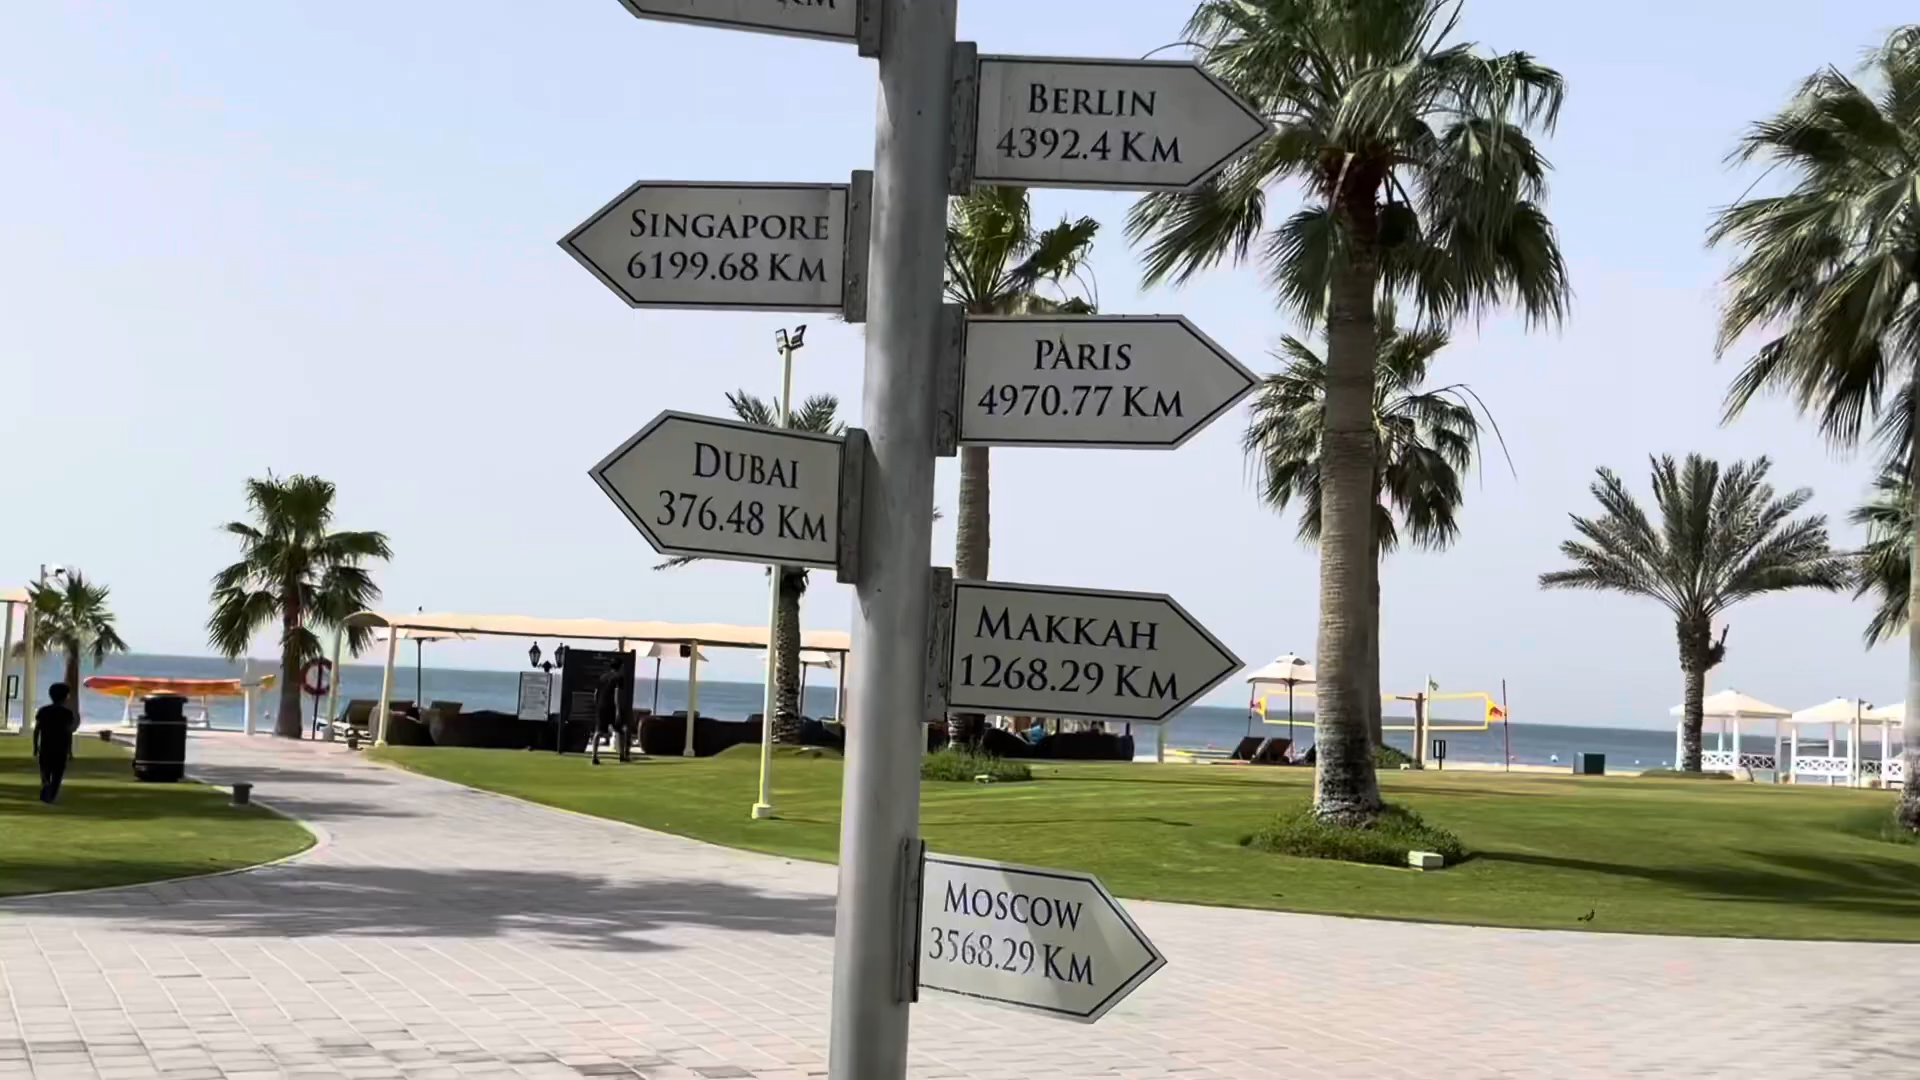 KM
BERLIN
4392.4 KM
SINGAPORE
6199.68 KM
PARIS
4970.77 KM
DUBAI
376.48 KM
MAKKAH
1268.29 KM
MOSCOW
3568.29 KM